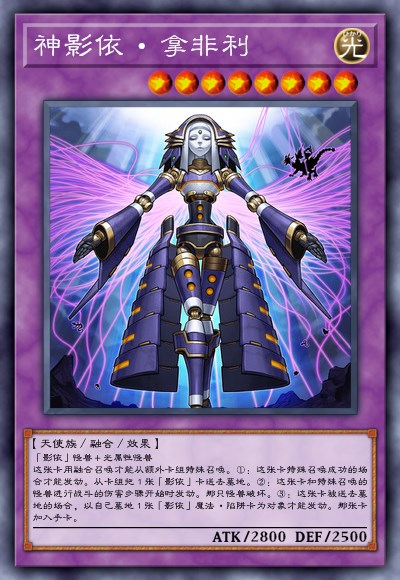 神影依·拿非利
ひかり
光
【天使族／融合／效果】
「影依」怪兽＋光属性怪兽
这张卡用融合召唤才能从额外卡组特殊召唤。①：这张卡特殊召唤成功的场
合才能发动。从卡组把1张「影依」卡送去墓地。②：这张卡和特殊召唤的
怪兽进行战斗的伤害步骤开始时发动。那只怪兽破坏。③：这张卡被送去墓
地的场合，以自己墓地1张「影依」魔法·陷阱卡为对象才能发动。那张卡
加入手卡。
ATK/2800 DEF/2500